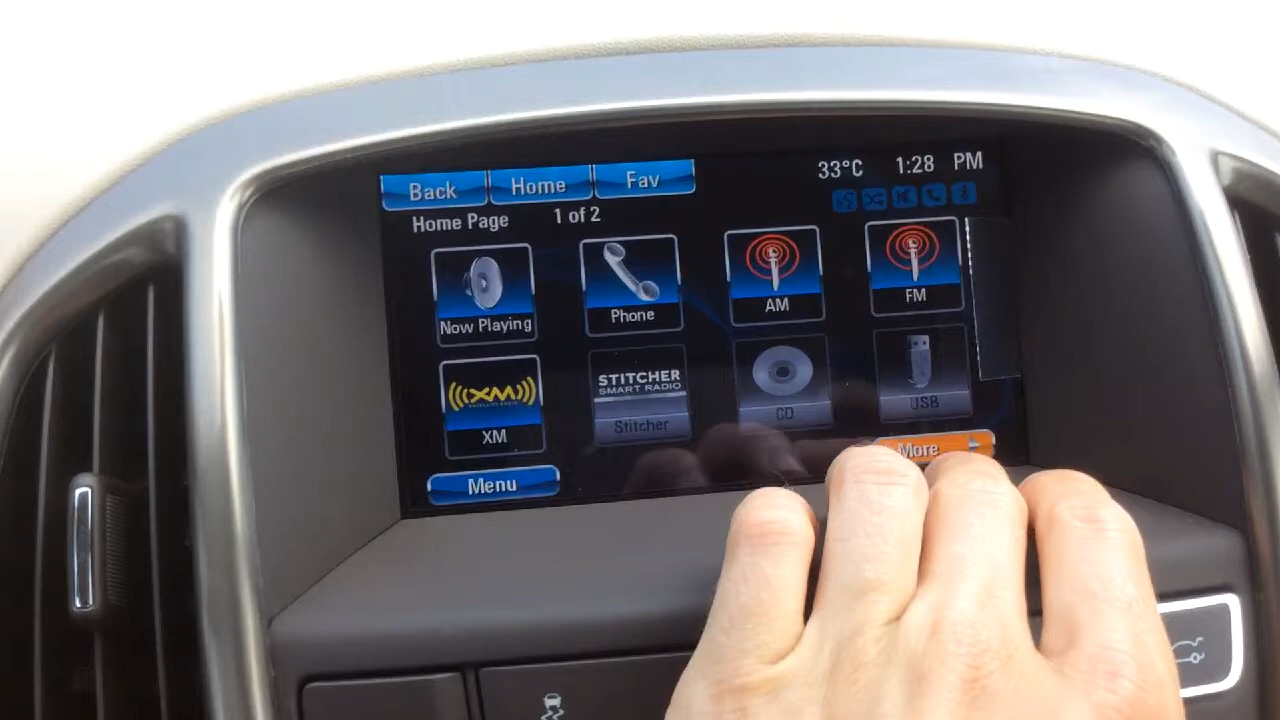 Back Home Fav 33°C 1:28 PM
Home Page 1 of 2
Now Playing Phone AM FM
XM
STITCHER
SMART RADIO
XM Stitcher CD USB
Menu More